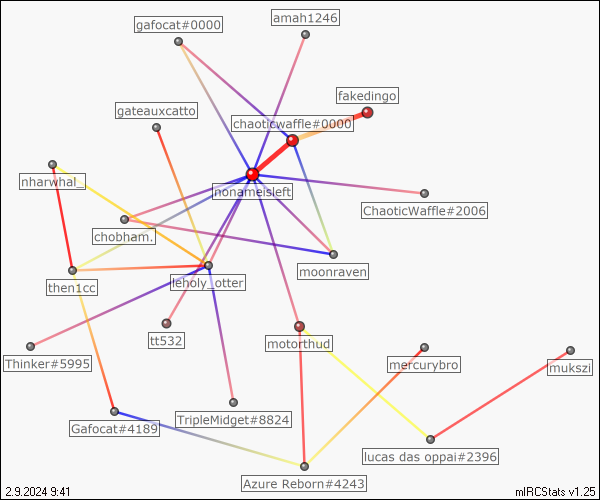 amah1246
gafocat#0000
fakedingo
gateauxcatto
chaoticwaffle#0000
nharwhal_
nonameisleft
ChaoticWaffle#2006
chobham.
moonraven
then1cc
leholy_otter
tt532
motorthud
Thinker#5995
mercurybro
mukszi
TripleMidget#8824
Gafocat#4189
lucas das oppai#2396
Azure Reborn#4243
2.9.2024 9:41
mIRCStats v1.25